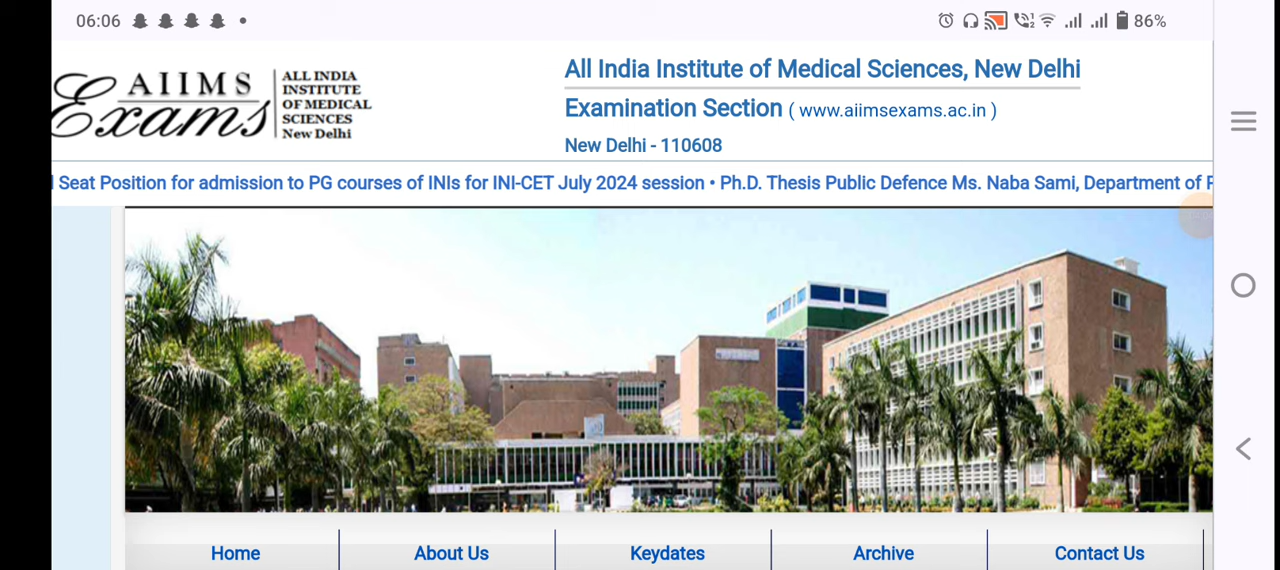 06:06
86%
AIIMS
Exams
ALL INDIA
INSTITUTE
OF MEDICAL
SCIENCES
New Delhi
All India Institute of Medical Sciences, New Delhi
Examination Section ( www.aiimsexams.ac.in )
New Delhi - 110608
Seat Position for admission to PG courses of INIs for INI-CET July 2024 session • Ph.D. Thesis Public Defence Ms. Naba Sami, Department of
Home
About Us
Keydates
Archive
Contact Us